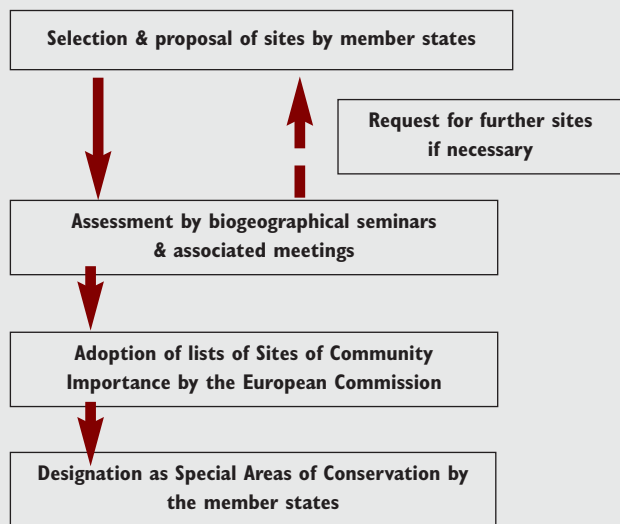 Selection & proposal of sites by member states
Request for further sites
if necessary
Assessment by biogeographical seminars
& associated meetings
Adoption of lists of Sites of Community
Importance by the European Commission
Designation as Special Areas of Conservation by
the member states